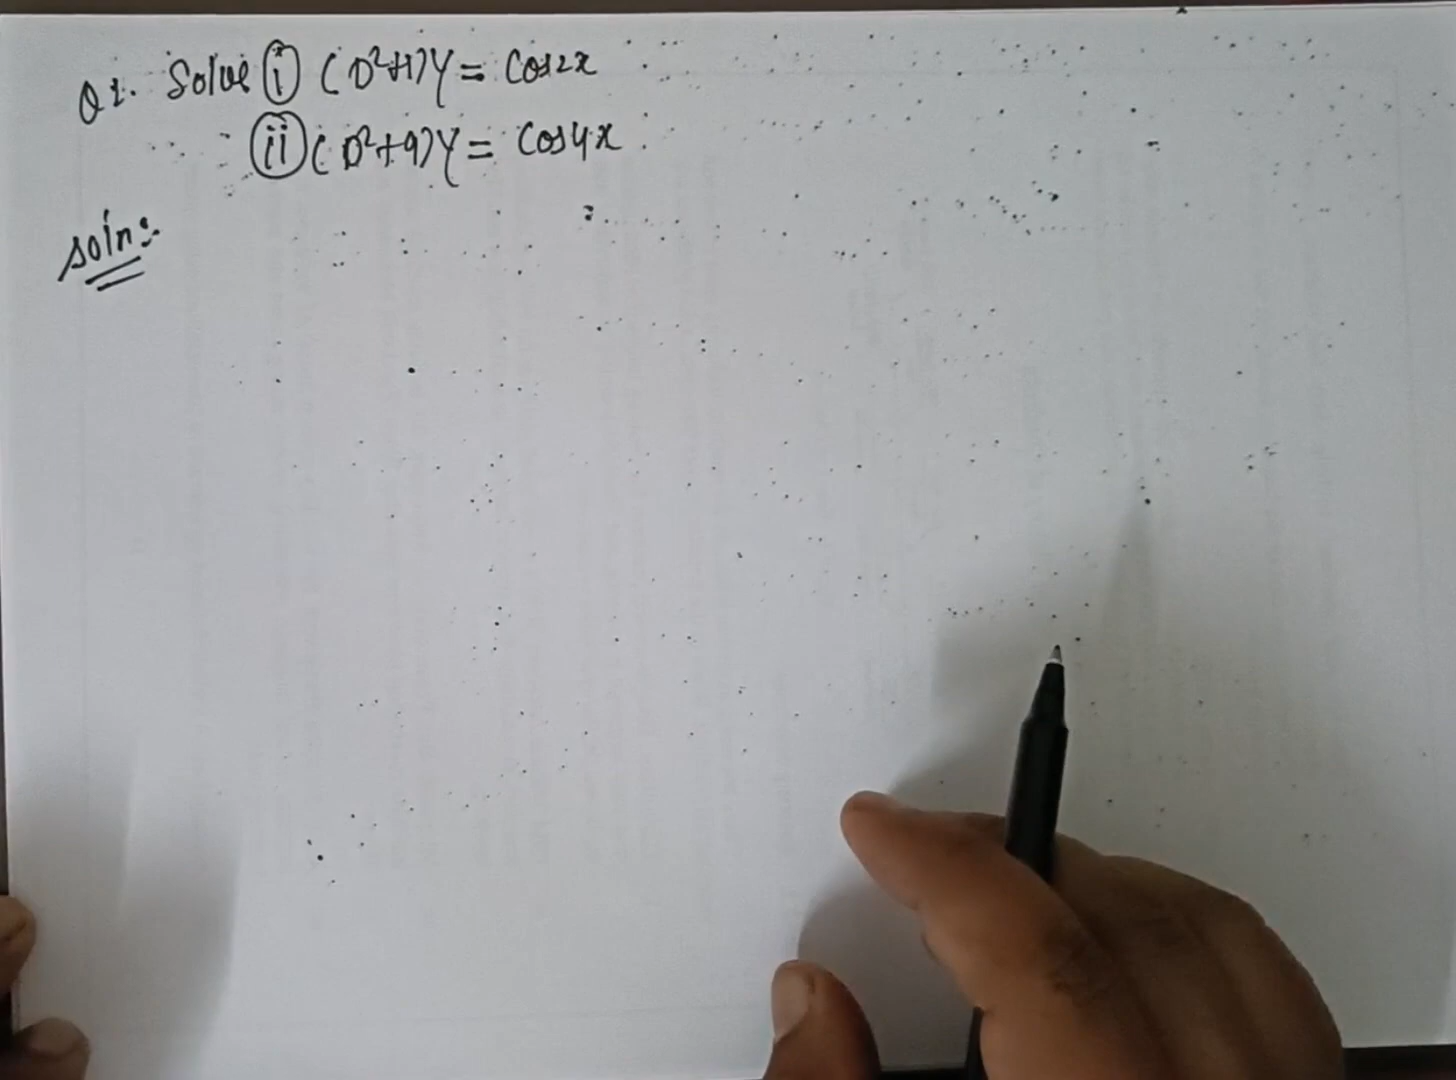 Q1. Solve (i) (D²+1)Y = Cos2x
(ii) (D²+9)Y = Cos4x
soln: